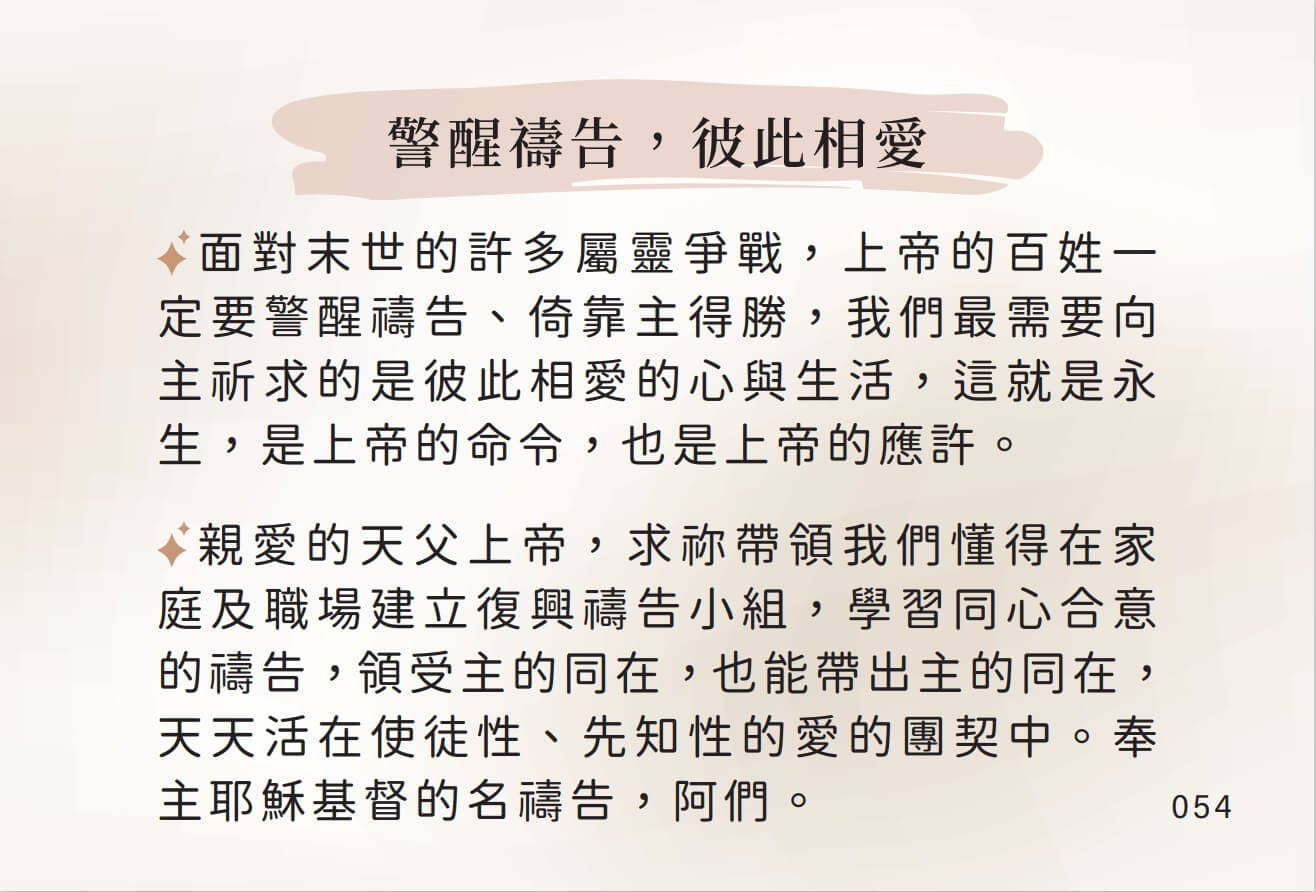 警醒禱告，彼此相愛
面對末世的許多屬靈爭戰，上帝的百姓一
定要警醒禱告、倚靠主得勝，我們最需要向
主祈求的是彼此相愛的心與生活，這就是永
生，是上帝的命令，也是上帝的應許。
親愛的天父上帝，求祢帶領我們懂得在家
庭及職場建立復興禱告小組，學習同心合意
的禱告，領受主的同在，也能帶出主的同在，
天天活在使徒性、先知性的愛的團契中。奉
主耶穌基督的名禱告，阿們。
054